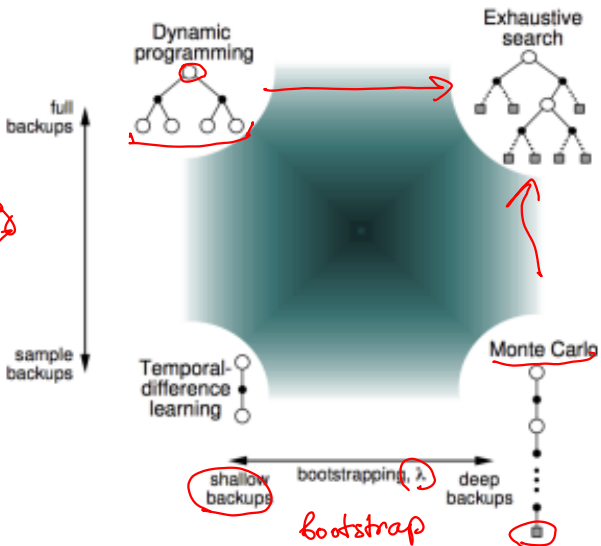 Dynamic
programming
Exhaustive
search
full
backups
sample
backups
Temporal-
difference
learning
Monte Carlo
bootstrapping, λ
shallow
backups
deep
backups
Bootstrap